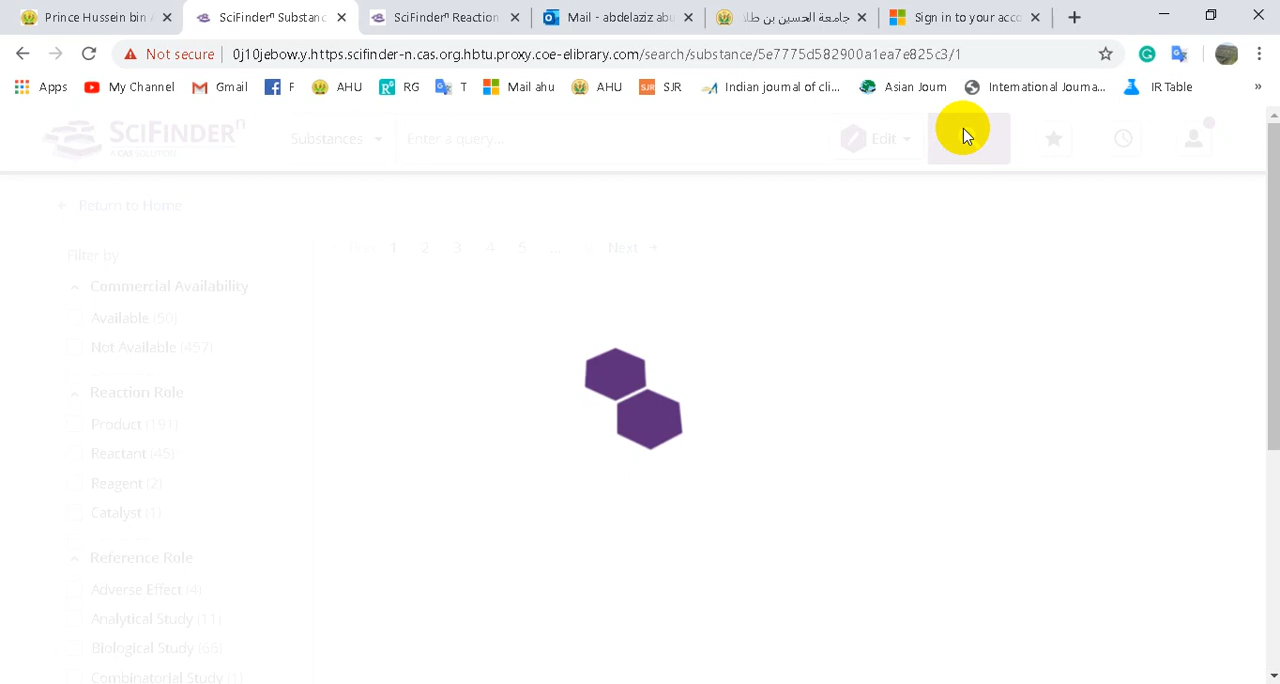 Prince Hussein bin A
SciFinderⁿ Substanc
SciFinderⁿ Reaction
Mail - abdelaziz abu
جامعة الحسين بن طلا
Sign in to your acco
Not secure
0j10jebow.y.https.scifinder-n.cas.org.ahbtu.proxy.coe-elibrary.com/search/substance/5e7775d582900a1ea7e825c3/1
Apps
My Channel
Gmail
F
AHU
RG
T
Mail ahu
AHU
SJR
Indian journal of cli...
Asian Journ
International Journa...
IR Table
»
SCIFINDERⁿ
A CAS SOLUTION
Substances
Enter a query...
Edit
Return to Home
Filter by
1 2 3 4 5 ... Next
Commercial Availability
Available (50)
Not Available (457)
Reaction Role
Product (191)
Reactant (45)
Reagent (2)
Catalyst (1)
Reference Role
Adverse Effect (4)
Analytical Study (11)
Biological Study (66)
Combinatorial Study (1)